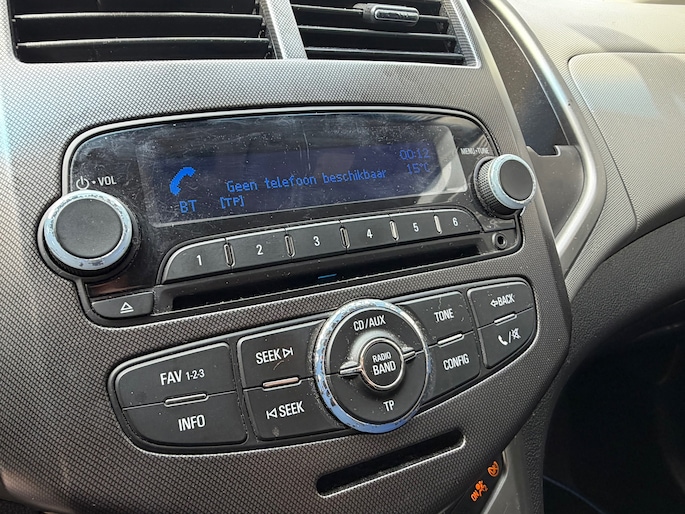 ⏻ • VOL
MENU-TUNE
00:12
Geen telefoon beschikbaar
15°C
BT [TP]
1 2 3 4 5 6
CD/AUX
TONE
BACK
SEEK
RADIO
BAND
FAV 1-2-3
CONFIG
SEEK
TP
INFO